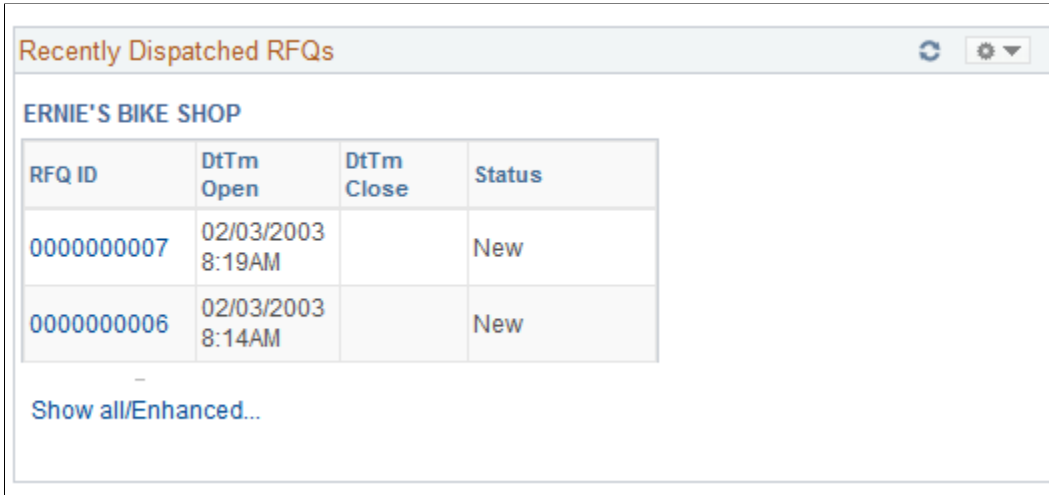 Recently Dispatched RFQs
ERNIE'S BIKE SHOP
RFQ ID DtTm Open DtTm Close Status
0000000007 02/03/2003 8:19AM New
0000000006 02/03/2003 8:14AM New
Show all/Enhanced...